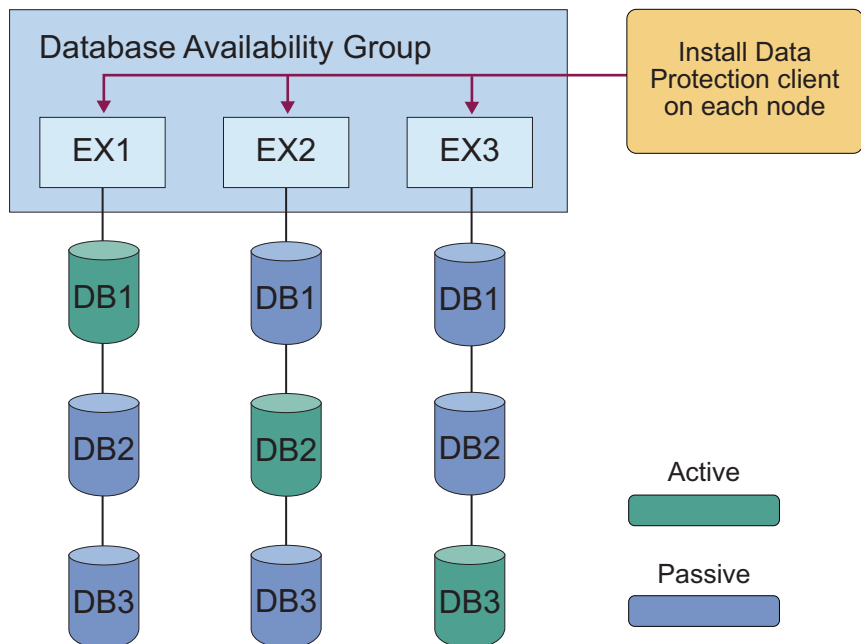 Database Availability Group
Install Data
Protection client
on each node
EX1
EX2
EX3
DB1
DB1
DB1
DB2
DB2
DB2
DB3
DB3
DB3
Active
Passive